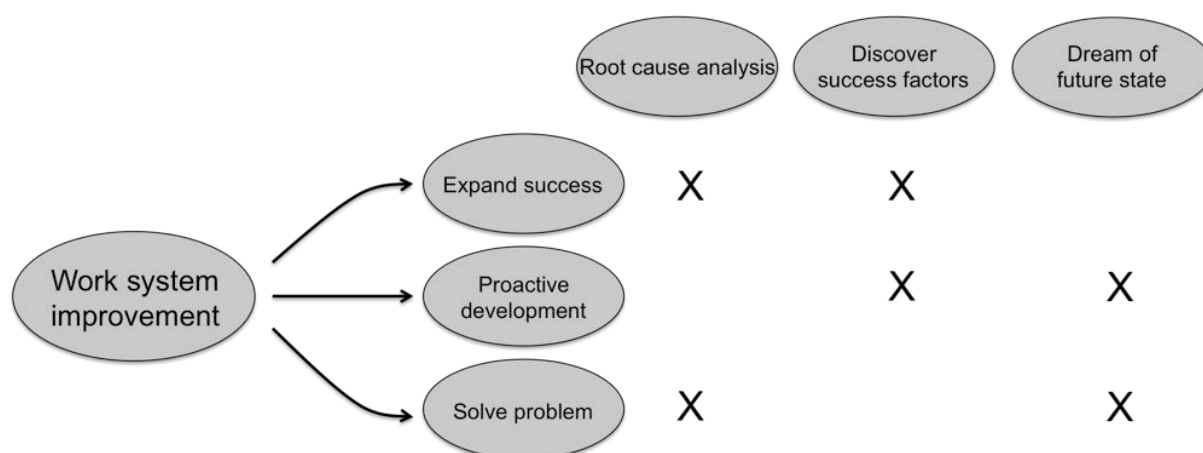 Root cause analysis
Discover
success factors
Dream of
future state
Expand success
X
X
Work system
improvement
Proactive
development
X
X
Solve problem
X
X